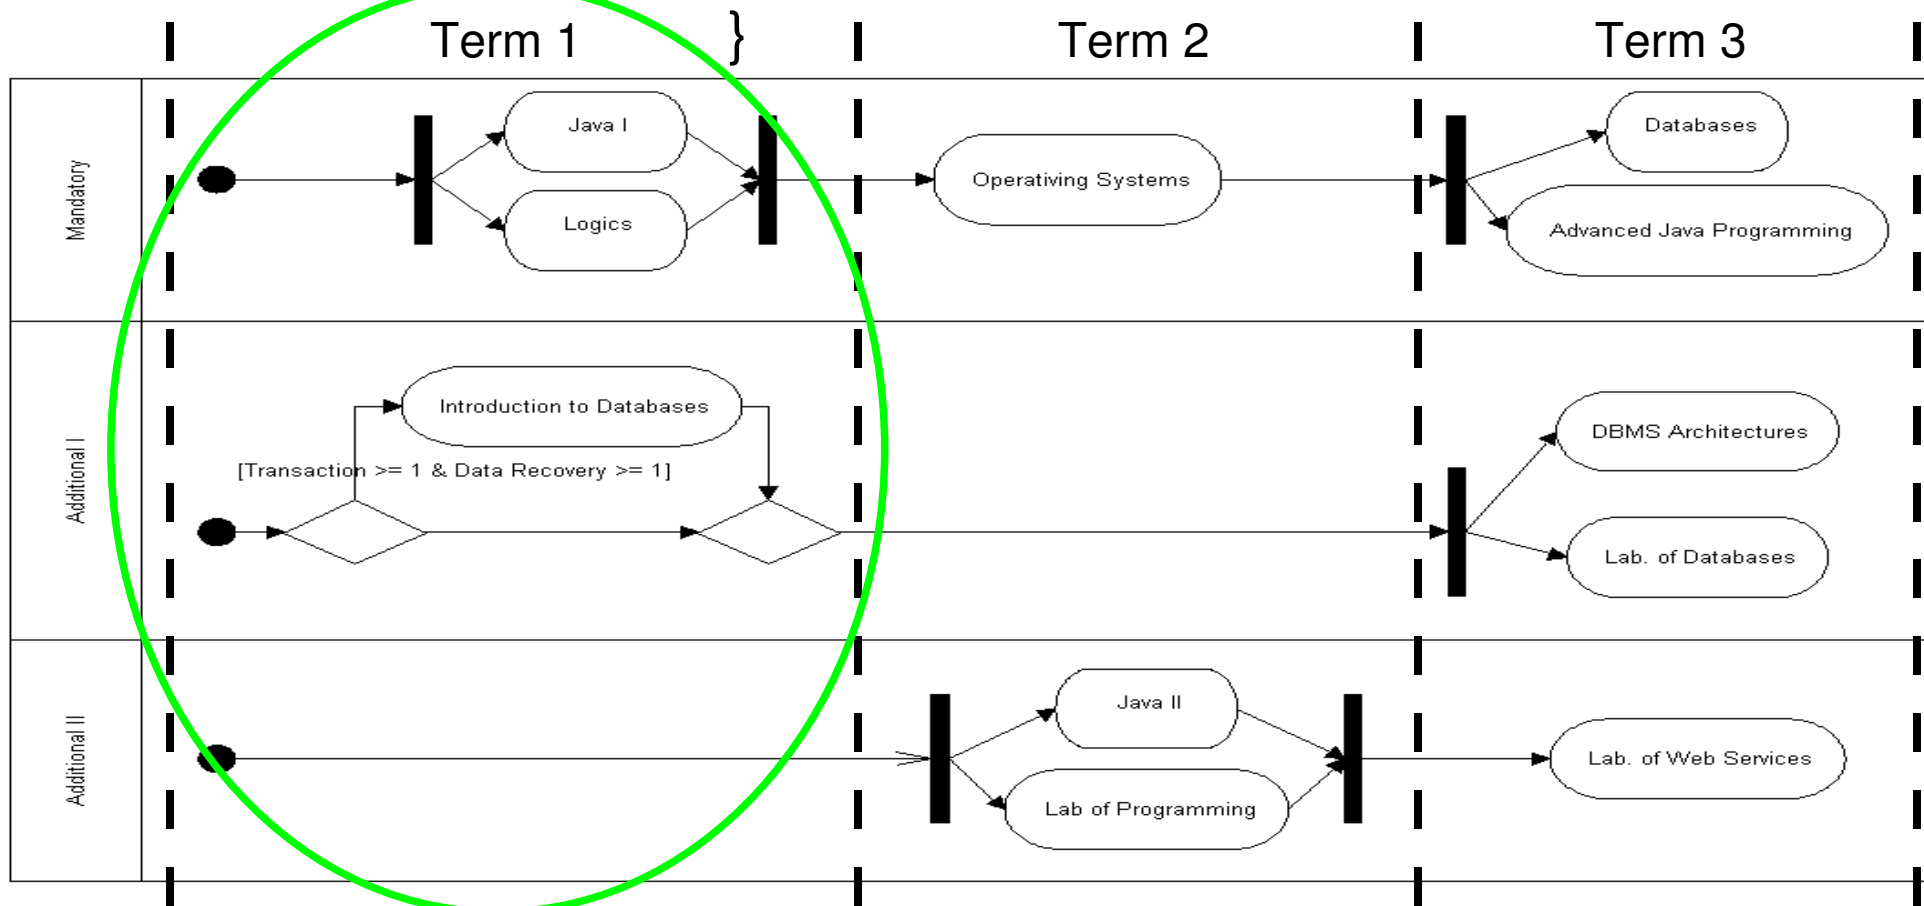 Term 1 }
Term 2
Term 3
Mandatory
Java I
Logics
Operativing Systems
Databases
Advanced Java Programming
Additional I
Introduction to Databases
[Transaction >= 1 & Data Recovery >= 1]
DBMS Architectures
Lab. of Databases
Additional II
Java II
Lab of Programming
Lab. of Web Services